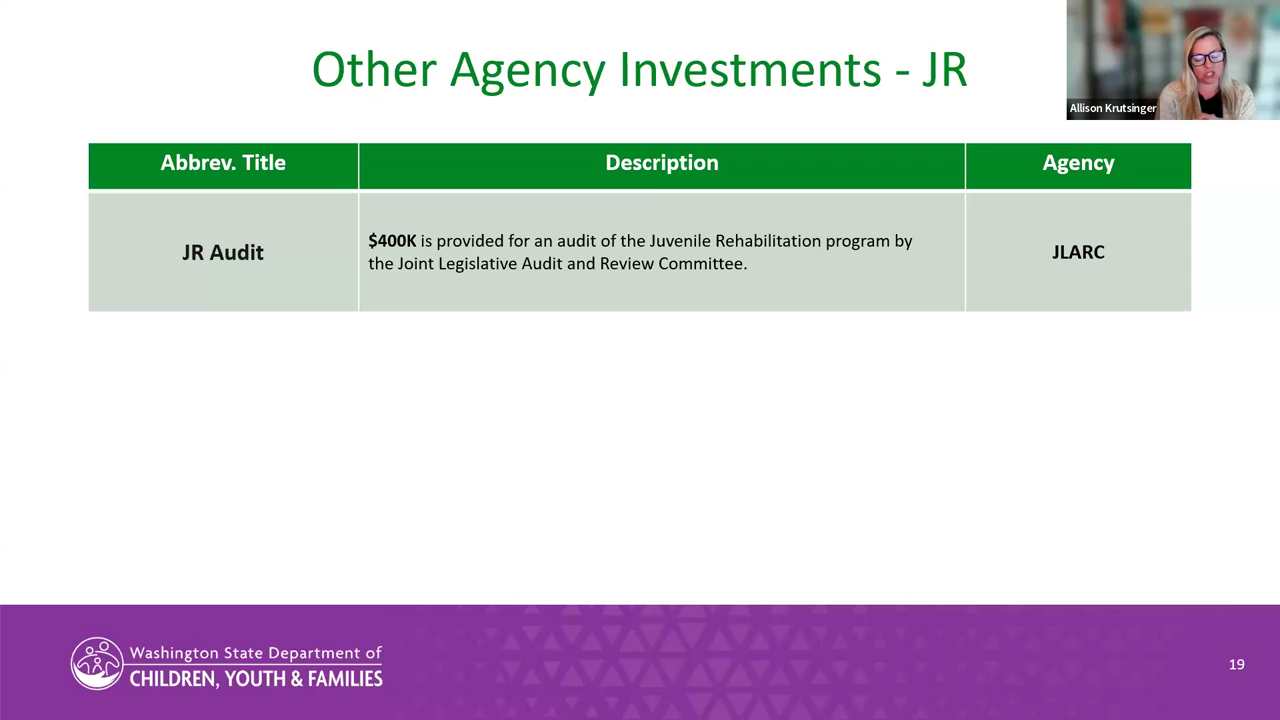 Other Agency Investments - JR
Allison Krutsinger
Abbrev. Title
Description
Agency
JR Audit
$400K is provided for an audit of the Juvenile Rehabilitation program by
the Joint Legislative Audit and Review Committee.
JLARC
Washington State Department of
CHILDREN, YOUTH & FAMILIES
19